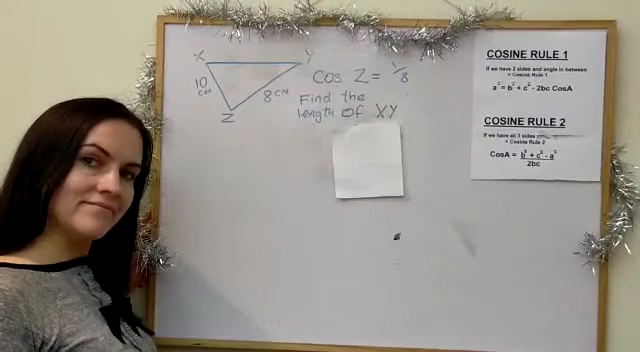 X Y
10 cm
8 cm
Z
Cos Z = 1/8
Find the
length of XY
COSINE RULE 1
If we have 2 sides and angle in between
= Cosine Rule 1
a² = b² + c² - 2bc CosA
COSINE RULE 2
If we have all 3 sides
= Cosine Rule 2
CosA = b² + c² - a²
2bc